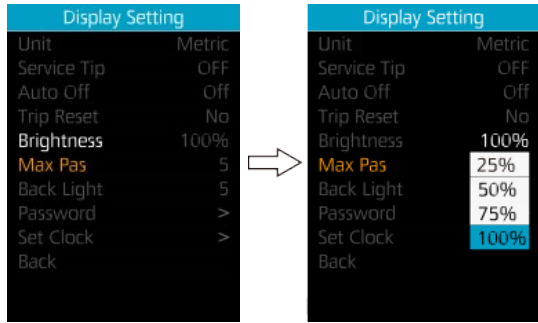 Display Setting
Unit Metric
Service Tip OFF
Auto Off Off
Trip Reset No
Brightness 100%
Max Pas 5
Back Light 5
Password >
Set Clock >
Back
Display Setting
Unit Metric
Service Tip OFF
Auto Off Off
Trip Reset No
Brightness 100%
Max Pas 25%
Back Light 50%
Password 75%
Set Clock 100%
Back